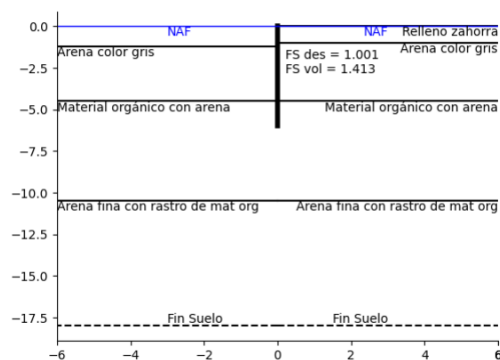 0.0
NAF
NAF
Relleno zahorra
Arena color gris
Arena color gris
FS des = 1.001
FS vol = 1.413
−2.5
Material orgánico con arena
Material orgánico con arena
−5.0
−7.5
−10.0
Arena fina con rastro de mat org
Arena fina con rastro de mat org
−12.5
−15.0
−17.5
Fin Suelo
Fin Suelo
−6
−4
−2
0
2
4
6